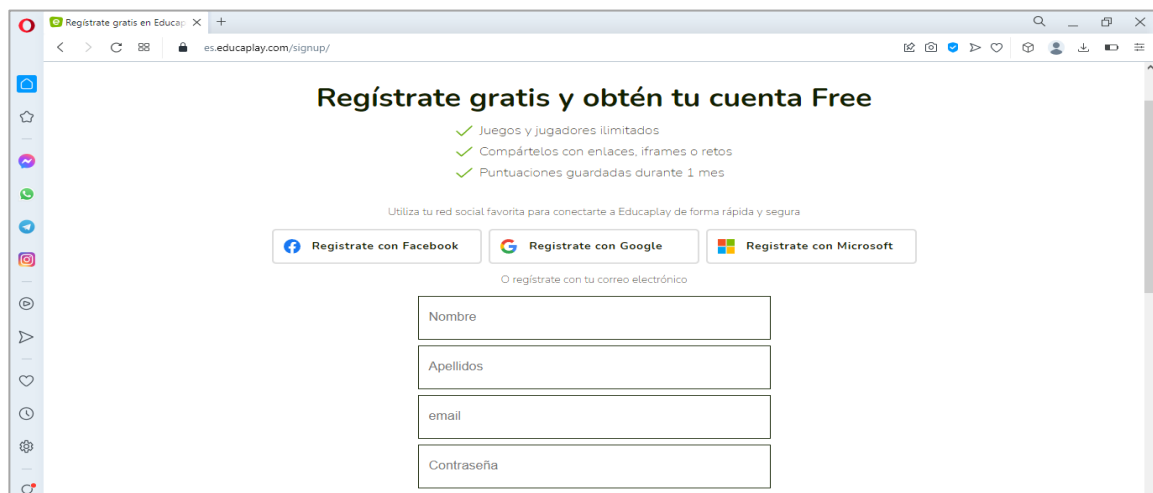 Regístrate gratis en Educap
es.educaplay.com/signup/
Regístrate gratis y obtén tu cuenta Free
Juegos y jugadores ilimitados
Compártelos con enlaces, iframes o retos
Puntuaciones guardadas durante 1 mes
Utiliza tu red social favorita para conectarte a Educaplay de forma rápida y segura
Registrate con Facebook
Registrate con Google
Registrate con Microsoft
O regístrate con tu correo electrónico
Nombre
Apellidos
email
Contraseña